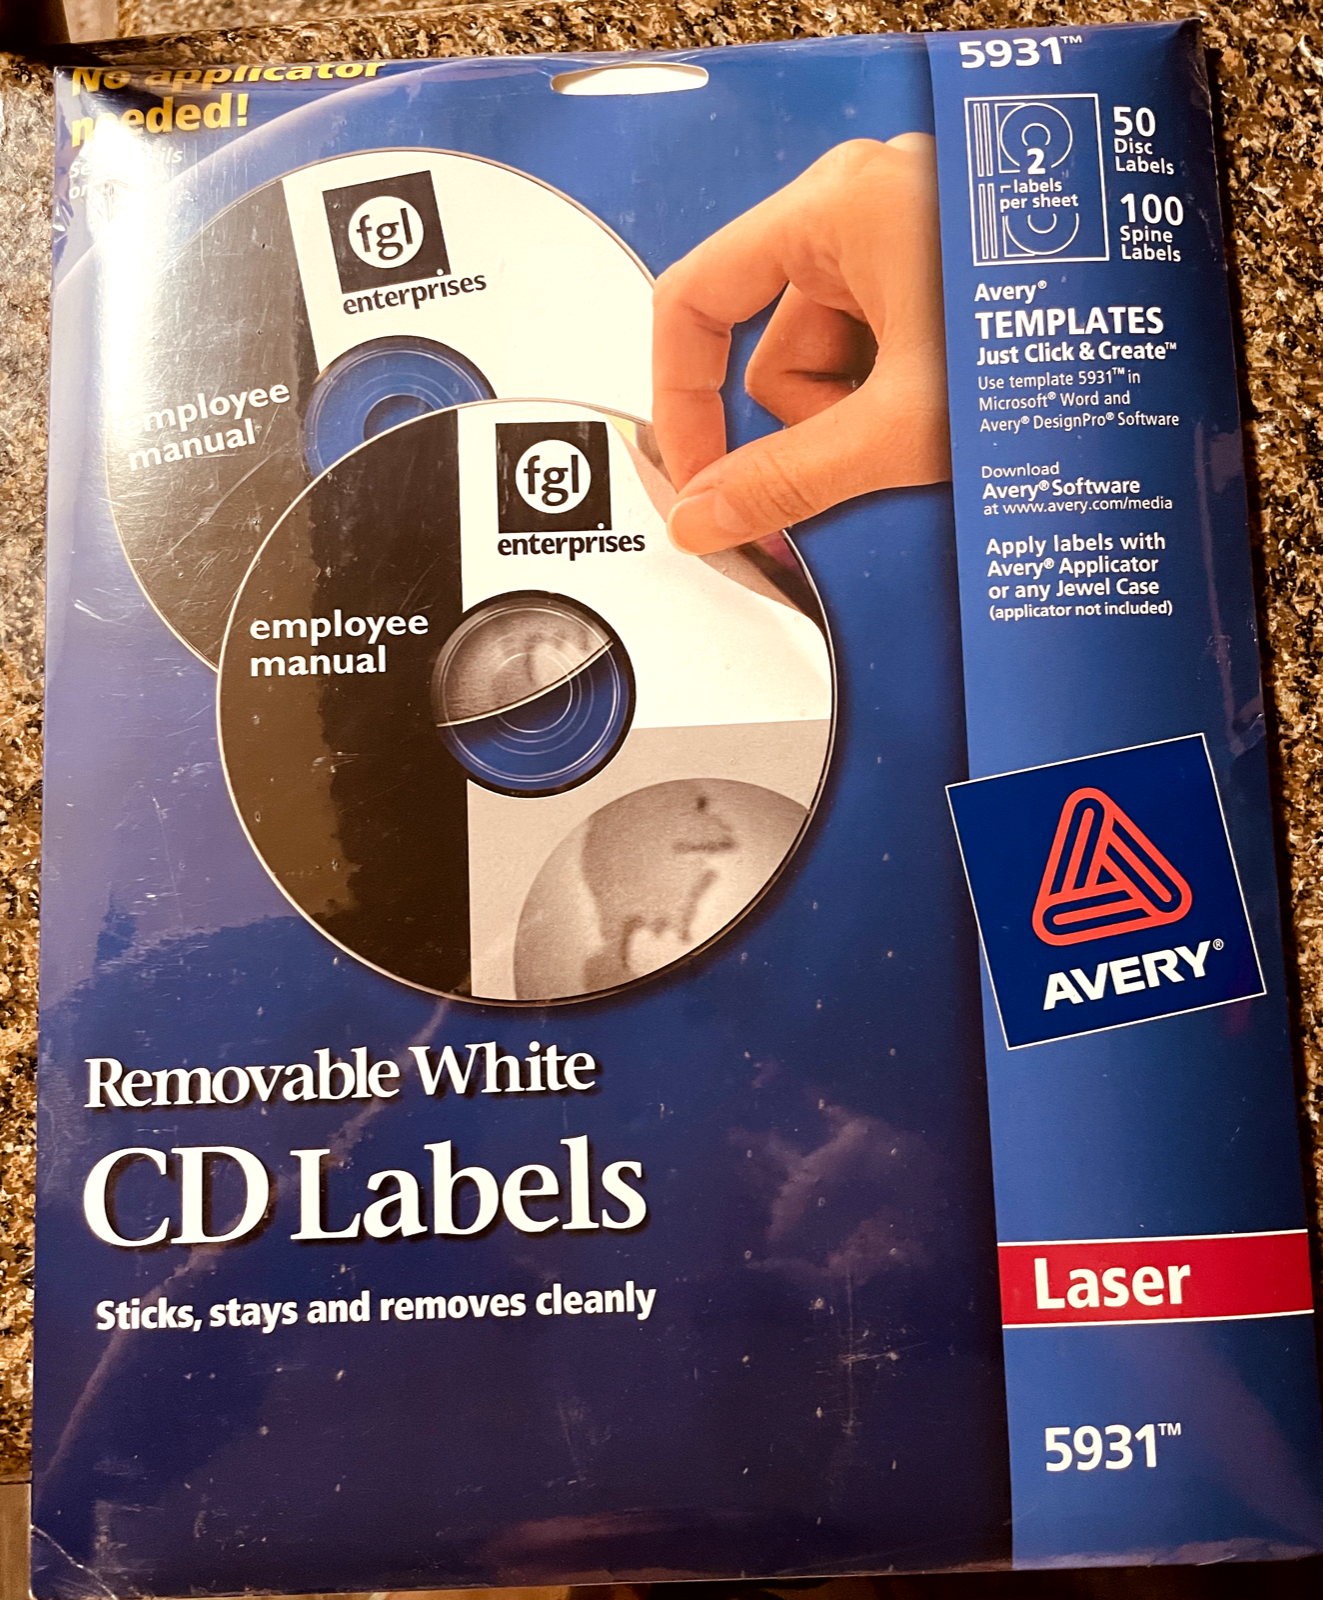 No applicator
needed!
5931™
2
labels
per sheet
50
Disc
Labels
100
Spine
Labels
Avery®
TEMPLATES
Just Click & Create™
Use template 5931™ in
Microsoft® Word and
Avery® DesignPro® Software
Download
Avery® Software
at www.avery.com/media
Apply labels with
Avery® Applicator
or any Jewel Case
(applicator not included)
fgl
enterprises
employee
manual
fgl
enterprises
employee
manual
AVERY®
Removable White
CD Labels
Sticks, stays and removes cleanly
Laser
5931™